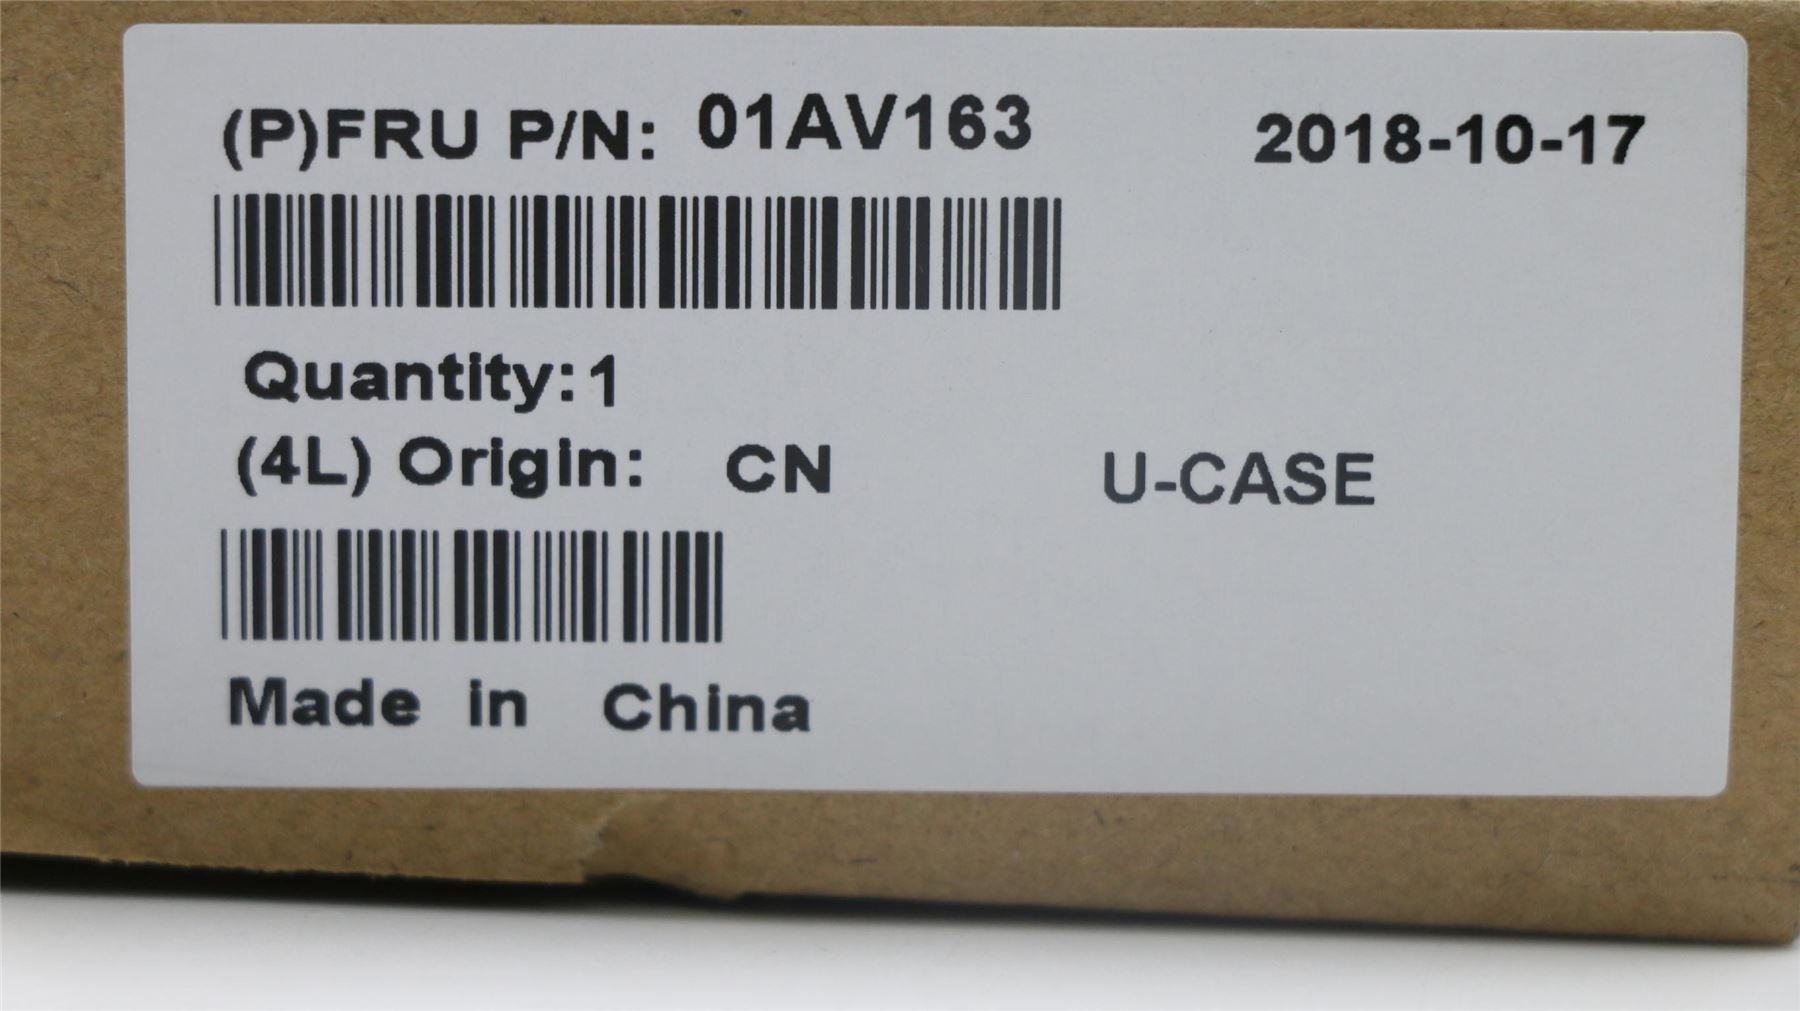 (P)FRU P/N: 01AV163 2018-10-17
Quantity:1
(4L) Origin: CN U-CASE
Made in China